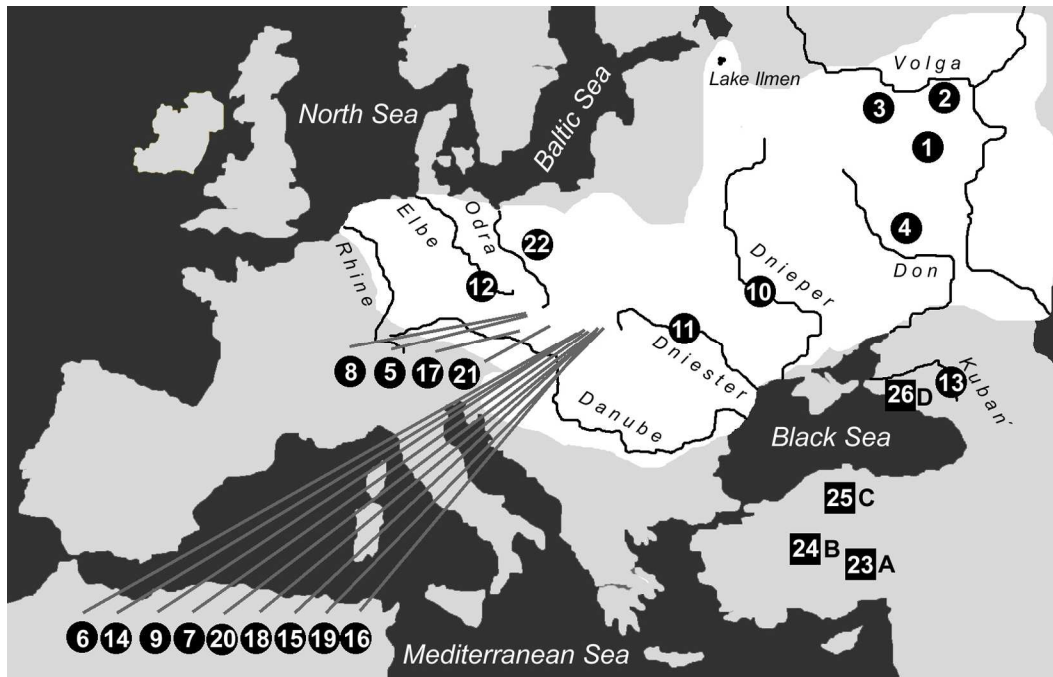 Lake Ilmen
Volga
North Sea
Baltic Sea
3
2
1
4
Elbe
Odra
22
Rhine
12
Dnieper
10
Don
11
Dniester
8
5
17
21
Danube
Kuban´
13
26 D
Black Sea
25 C
24 B
23 A
6 14 9 7 20 18 15 19 16
Mediterranean Sea